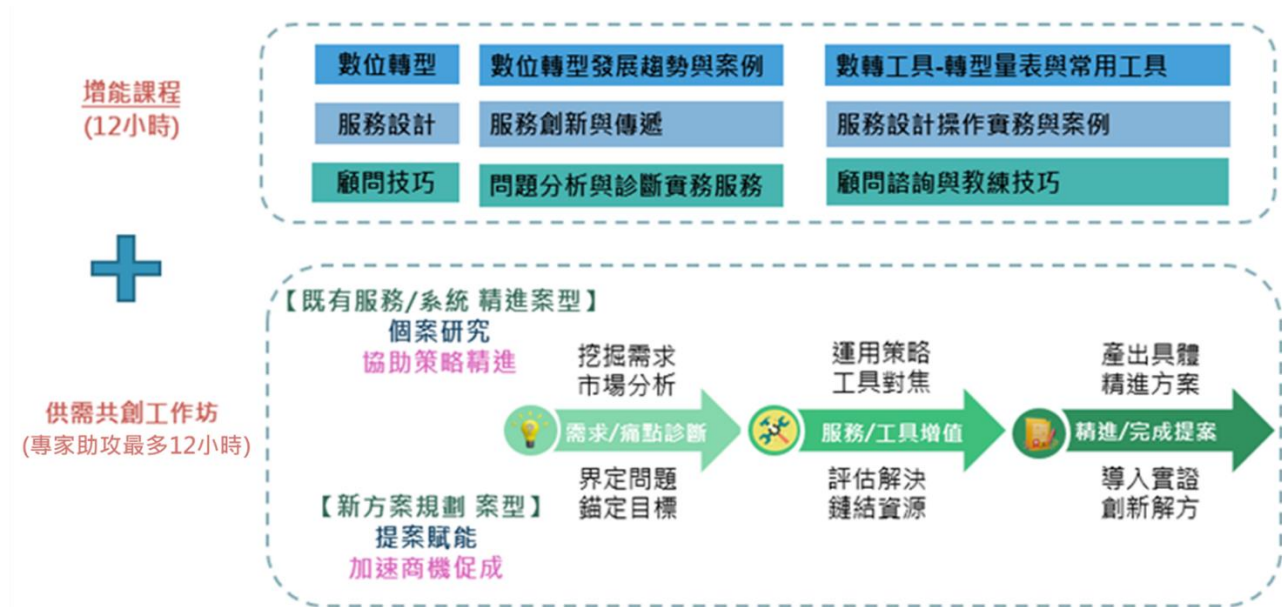 增能課程
(12小時)
數位轉型
數位轉型發展趨勢與案例
數轉工具-轉型量表與常用工具
服務設計
服務創新與傳遞
服務設計操作實務與案例
顧問技巧
問題分析與診斷實務服務
顧問諮詢與教練技巧
供需共創工作坊
(專家助攻最多12小時)
【既有服務/系統 精進案型】
個案研究
協助策略精進
挖掘需求
市場分析
運用策略
工具對焦
產出具體
精進方案
需求/痛點診斷
服務/工具增值
精進/完成提案
界定問題
錨定目標
評估解決
鏈結資源
導入實證
創新解方
【新方案規劃 案型】
提案賦能
加速商機促成